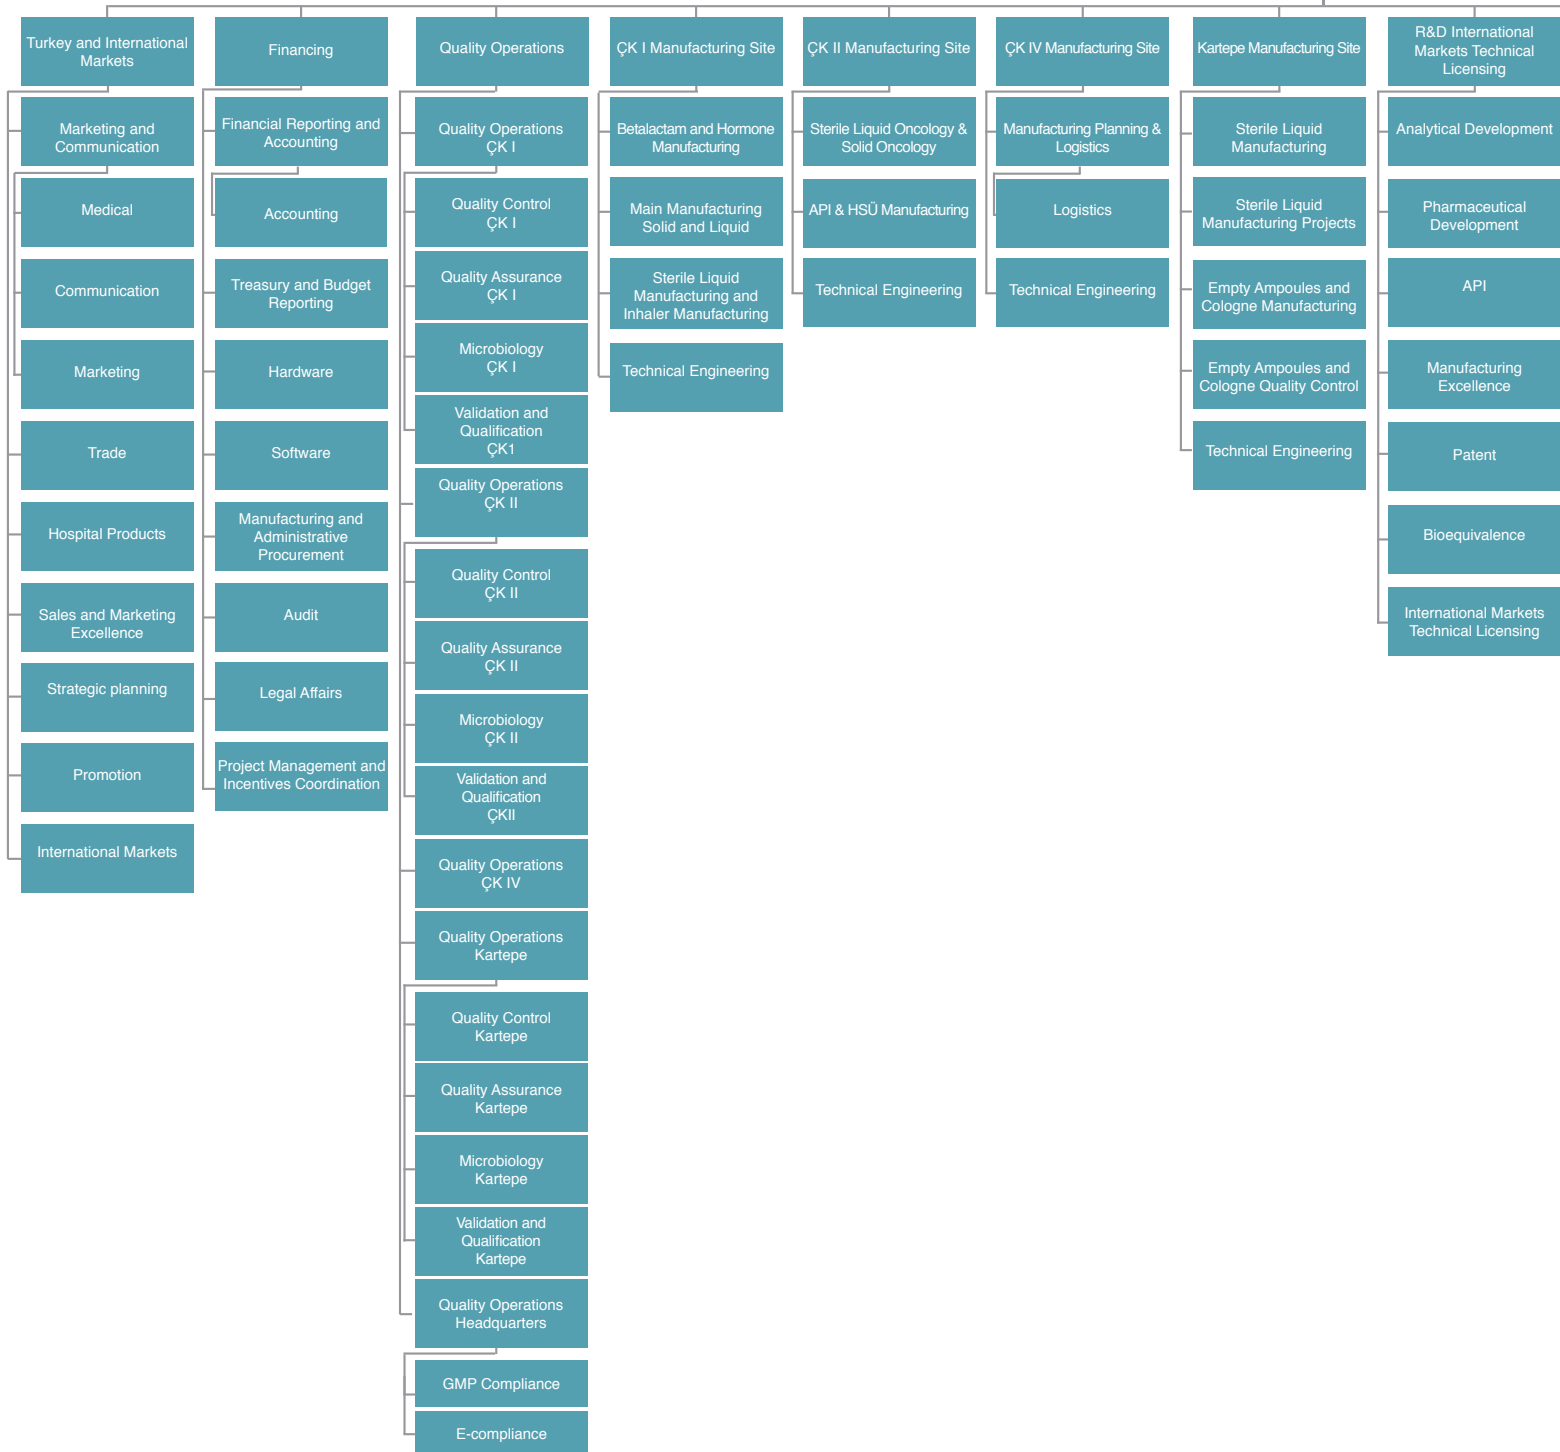 Turkey and International
Markets
Marketing and
Communication
Medical
Communication
Marketing
Trade
Hospital Products
Sales and Marketing
Excellence
Strategic planning
Promotion
International Markets
Financing
Financial Reporting and
Accounting
Accounting
Treasury and Budget
Reporting
Hardware
Software
Manufacturing and
Administrative
Procurement
Audit
Legal Affairs
Project Management and
Incentives Coordination
Quality Operations
Quality Operations
ÇK I
Quality Control
ÇK I
Quality Assurance
ÇK I
Microbiology
ÇK I
Validation and
Qualification
ÇK1
Quality Operations
ÇK II
Quality Control
ÇK II
Quality Assurance
ÇK II
Microbiology
ÇK II
Validation and
Qualification
ÇKII
Quality Operations
ÇK IV
Quality Operations
Kartepe
Quality Control
Kartepe
Quality Assurance
Kartepe
Microbiology
Kartepe
Validation and
Qualification
Kartepe
Quality Operations
Headquarters
GMP Compliance
E-compliance
ÇK I Manufacturing Site
Betalactam and Hormone
Manufacturing
Main Manufacturing
Solid and Liquid
Sterile Liquid
Manufacturing and
Inhaler Manufacturing
Technical Engineering
ÇK II Manufacturing Site
Sterile Liquid Oncology &
Solid Oncology
API & HSÜ Manufacturing
Technical Engineering
ÇK IV Manufacturing Site
Manufacturing Planning &
Logistics
Logistics
Technical Engineering
Kartepe Manufacturing Site
Sterile Liquid
Manufacturing
Sterile Liquid
Manufacturing Projects
Empty Ampoules and
Cologne Manufacturing
Empty Ampoules and
Cologne Quality Control
Technical Engineering
R&D International
Markets Technical
Licensing
Analytical Development
Pharmaceutical
Development
API
Manufacturing
Excellence
Patent
Bioequivalence
International Markets
Technical Licensing